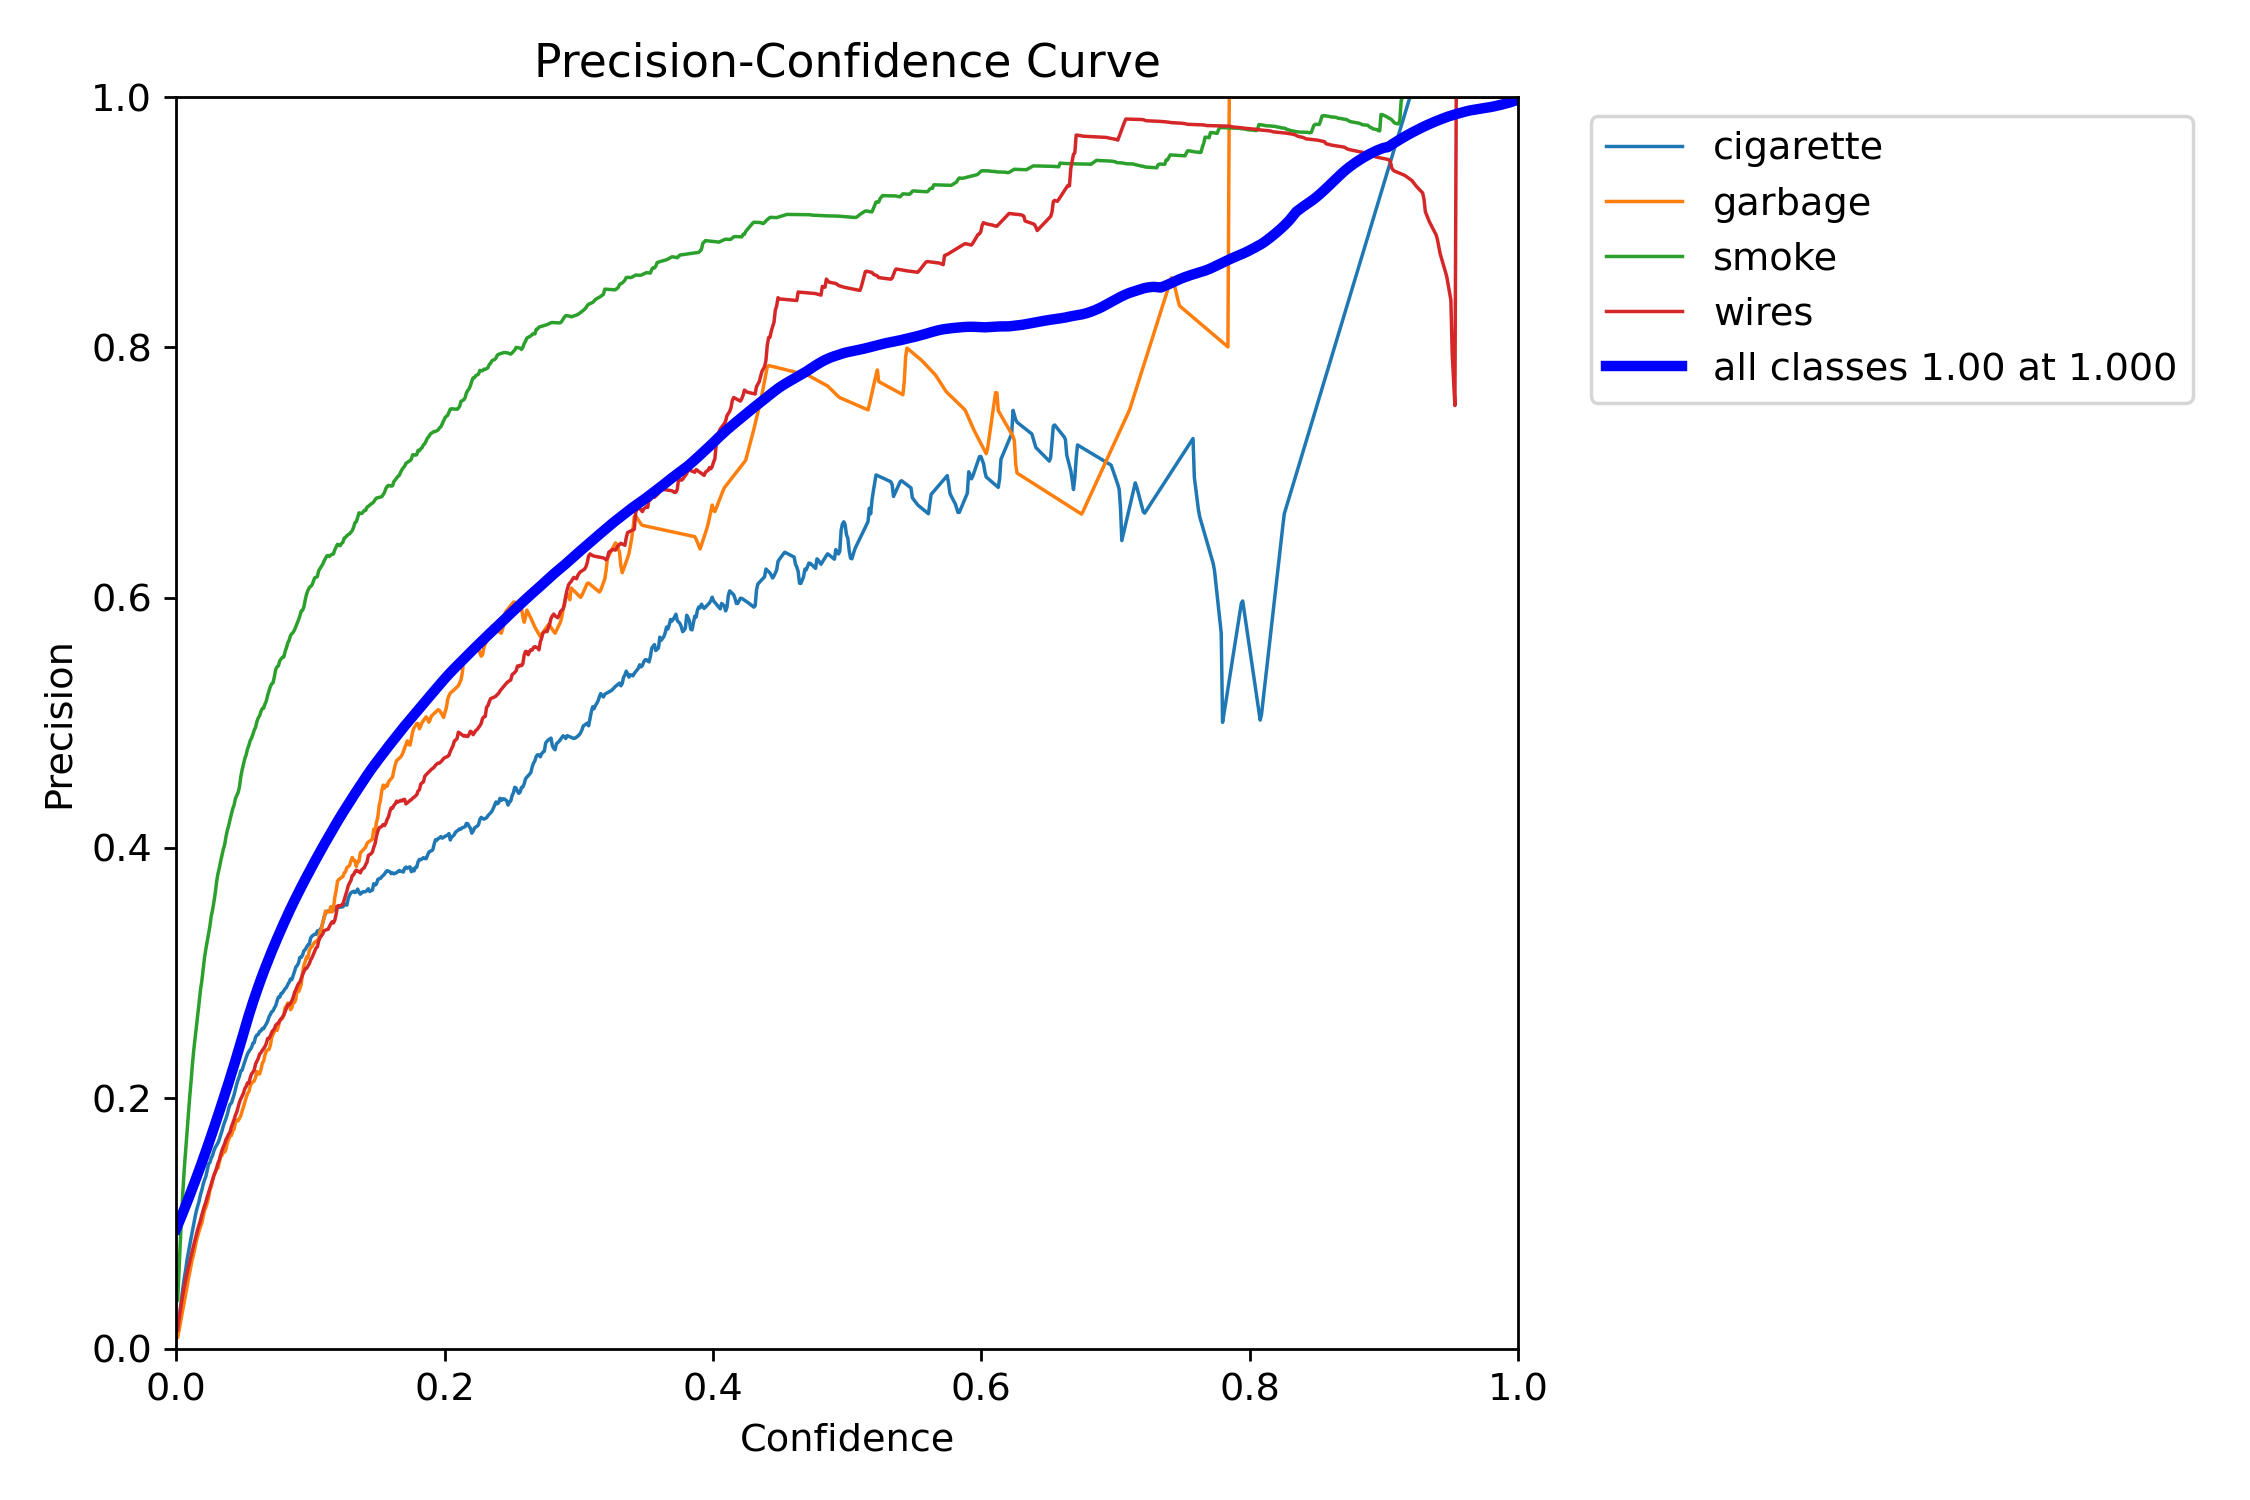 Precision-Confidence Curve
1.0
0.8
0.6
0.4
0.2
0.0
Precision
0.0 0.2 0.4 0.6 0.8 1.0
Confidence
cigarette
garbage
smoke
wires
all classes 1.00 at 1.000